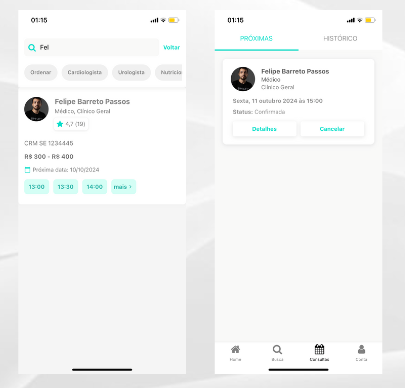 01:15
Fel
Voltar
Ordenar
Cardiologista
Urologista
Nutricio
Felipe Barreto Passos
Médico, Clínico Geral
4,7 (19)
CRM SE 1234445
R$ 300 - R$ 400
Próxima data: 10/10/2024
13:00
13:30
14:00
mais
01:15
PRÓXIMAS
HISTÓRICO
Felipe Barreto Passos
Médico
Clínico Geral
Sexta, 11 outubro 2024 às 15:00
Status: Confirmada
Detalhes
Cancelar
Home
Busca
Consultas
Conta